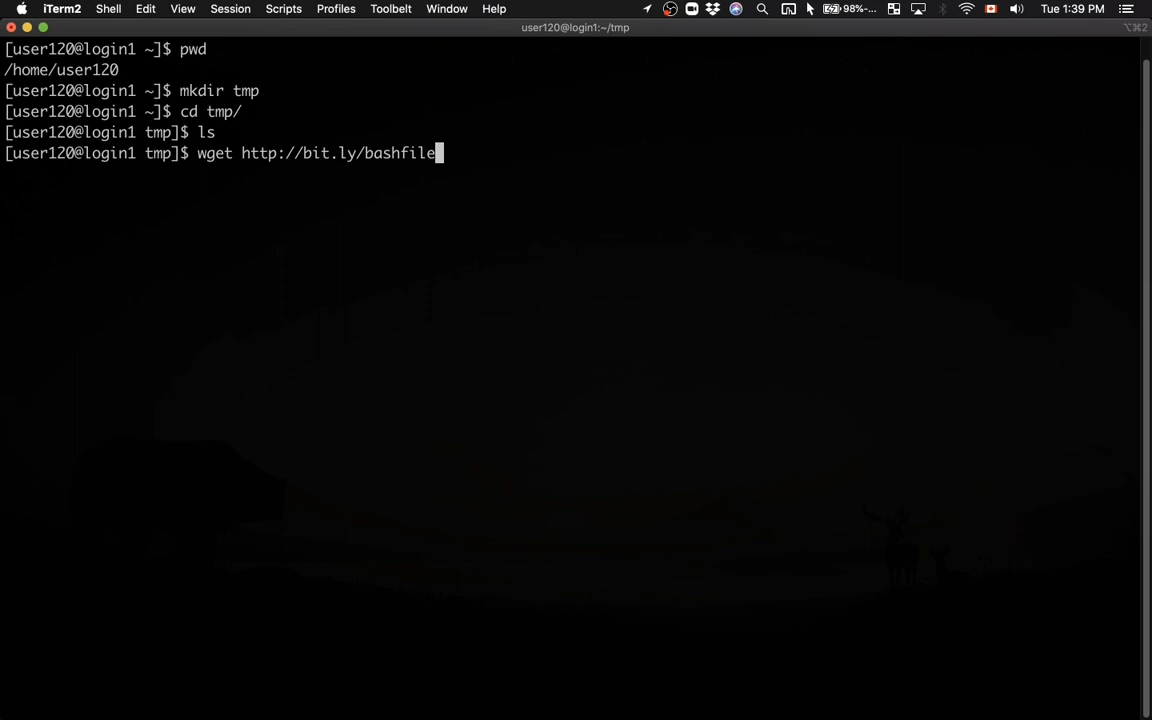 iTerm2 Shell Edit View Session Scripts Profiles Toolbelt Window Help 98%-... Tue 1:39 PM
user120@login1:~/tmp ⌥⌘2
[user120@login1 ~]$ pwd
/home/user120
[user120@login1 ~]$ mkdir tmp
[user120@login1 ~]$ cd tmp/
[user120@login1 tmp]$ ls
[user120@login1 tmp]$ wget http://bit.ly/bashfile